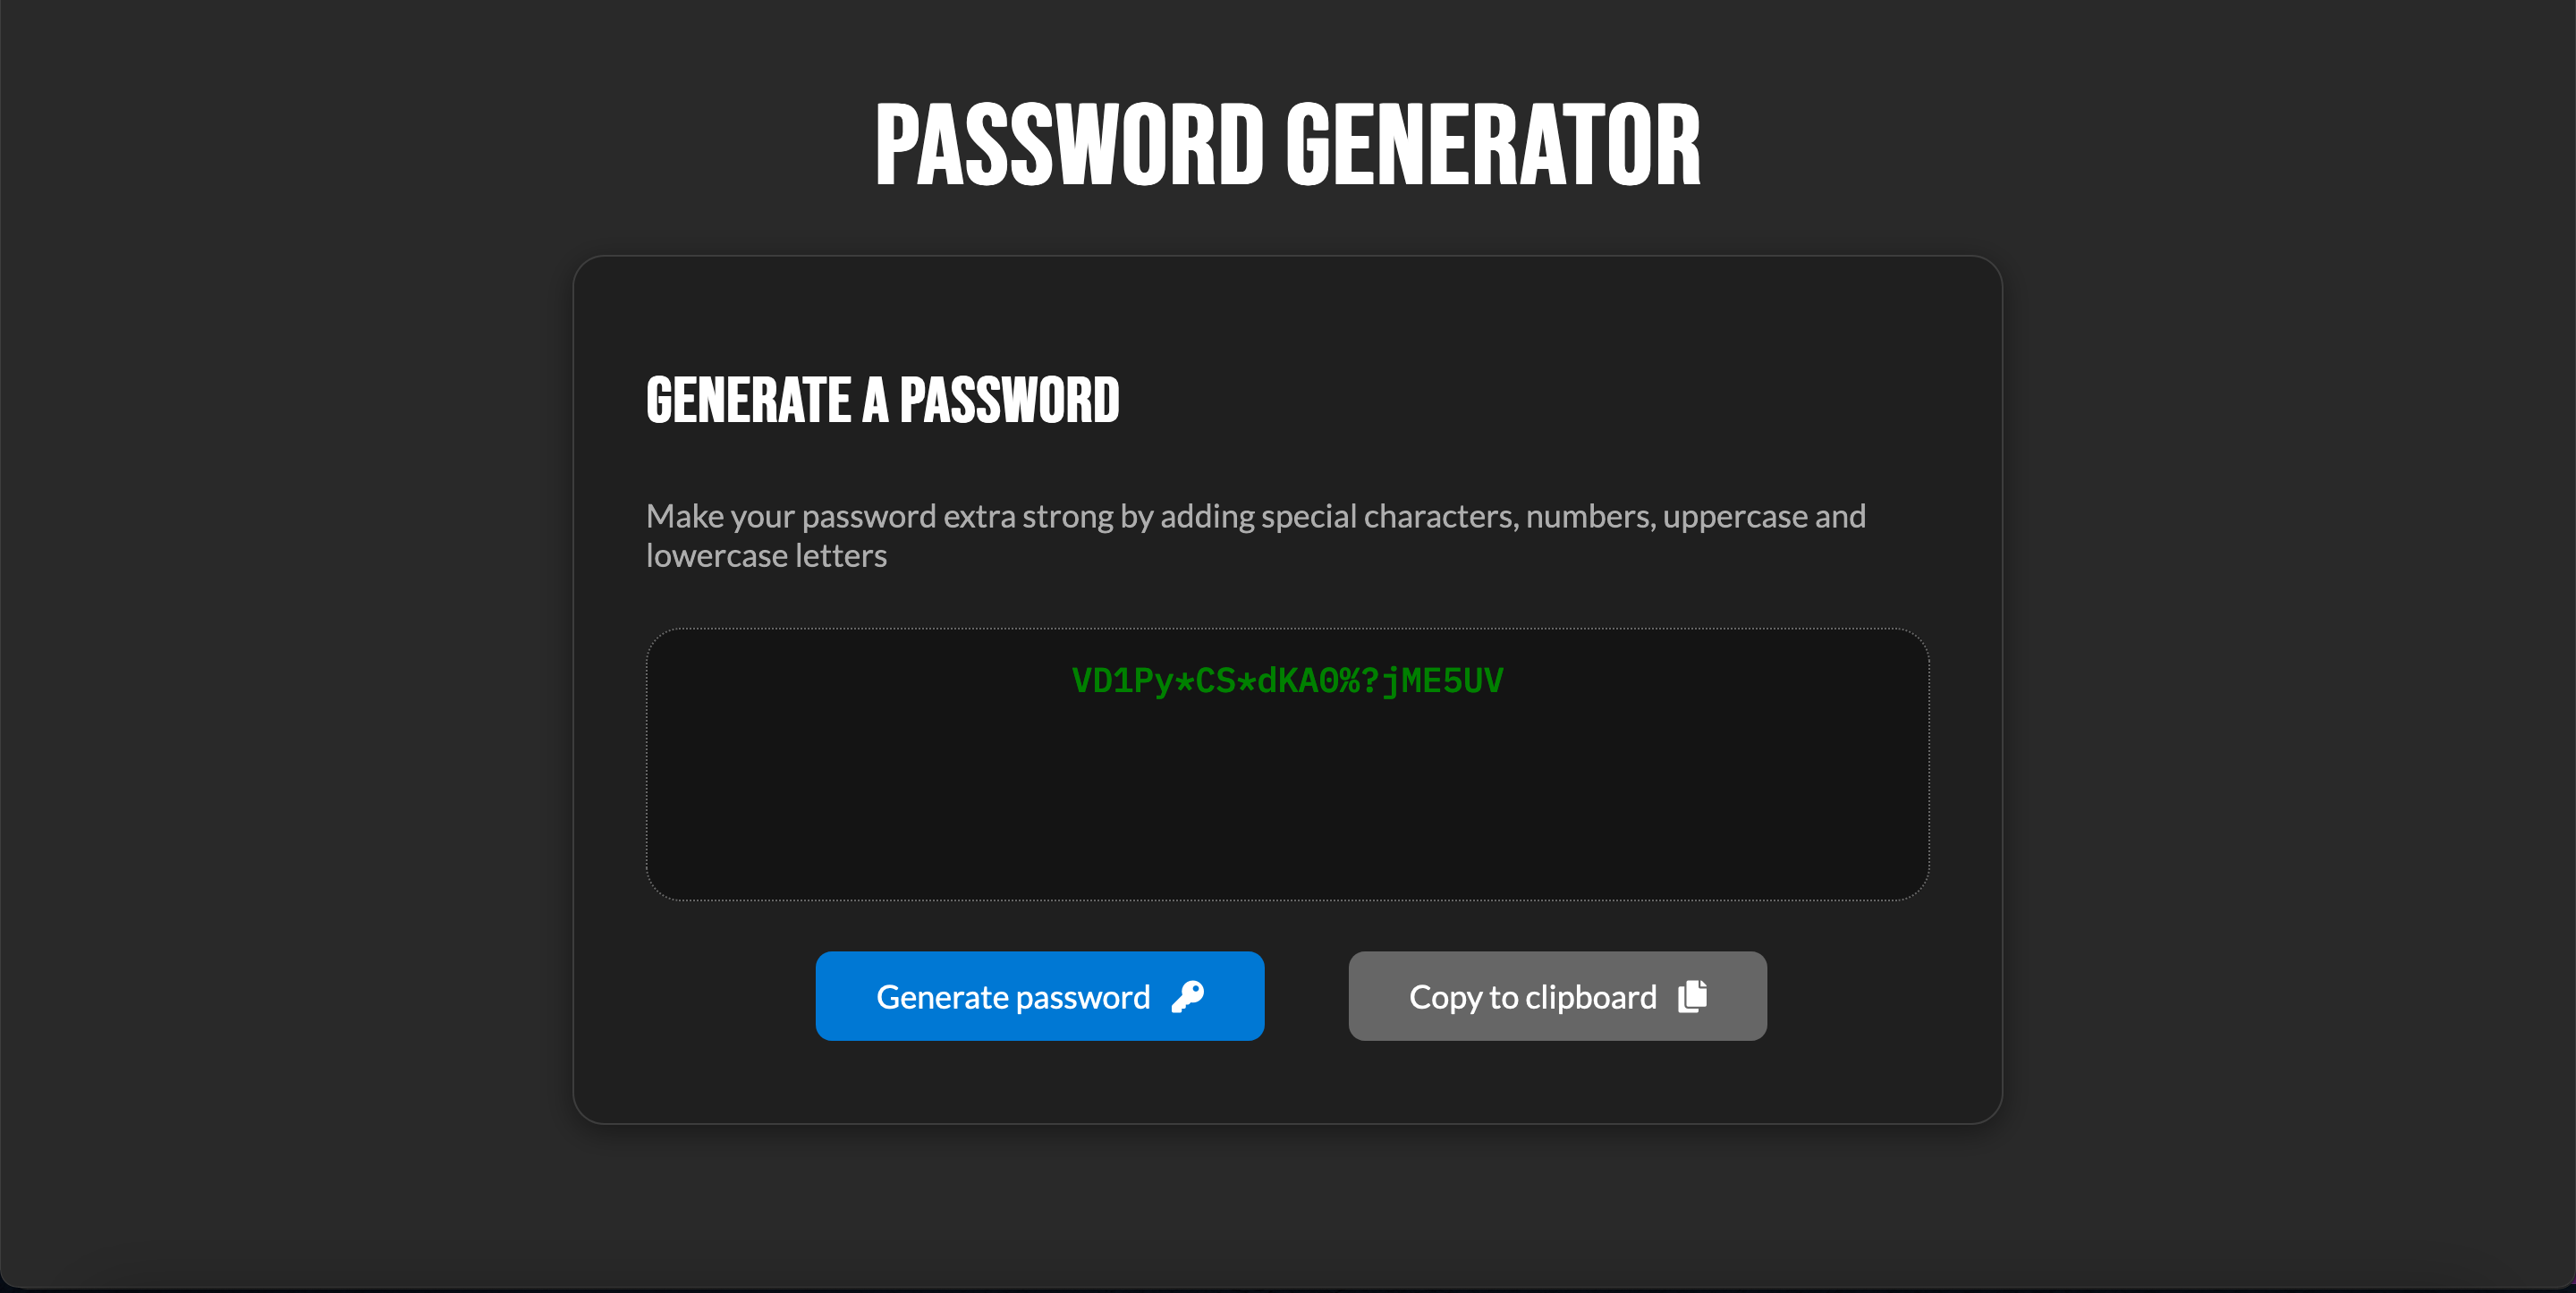 PASSWORD GENERATOR
GENERATE A PASSWORD
Make your password extra strong by adding special characters, numbers, uppercase and
lowercase letters
VD1Py*CS*dKA0%?jME5UV
Generate password
Copy to clipboard